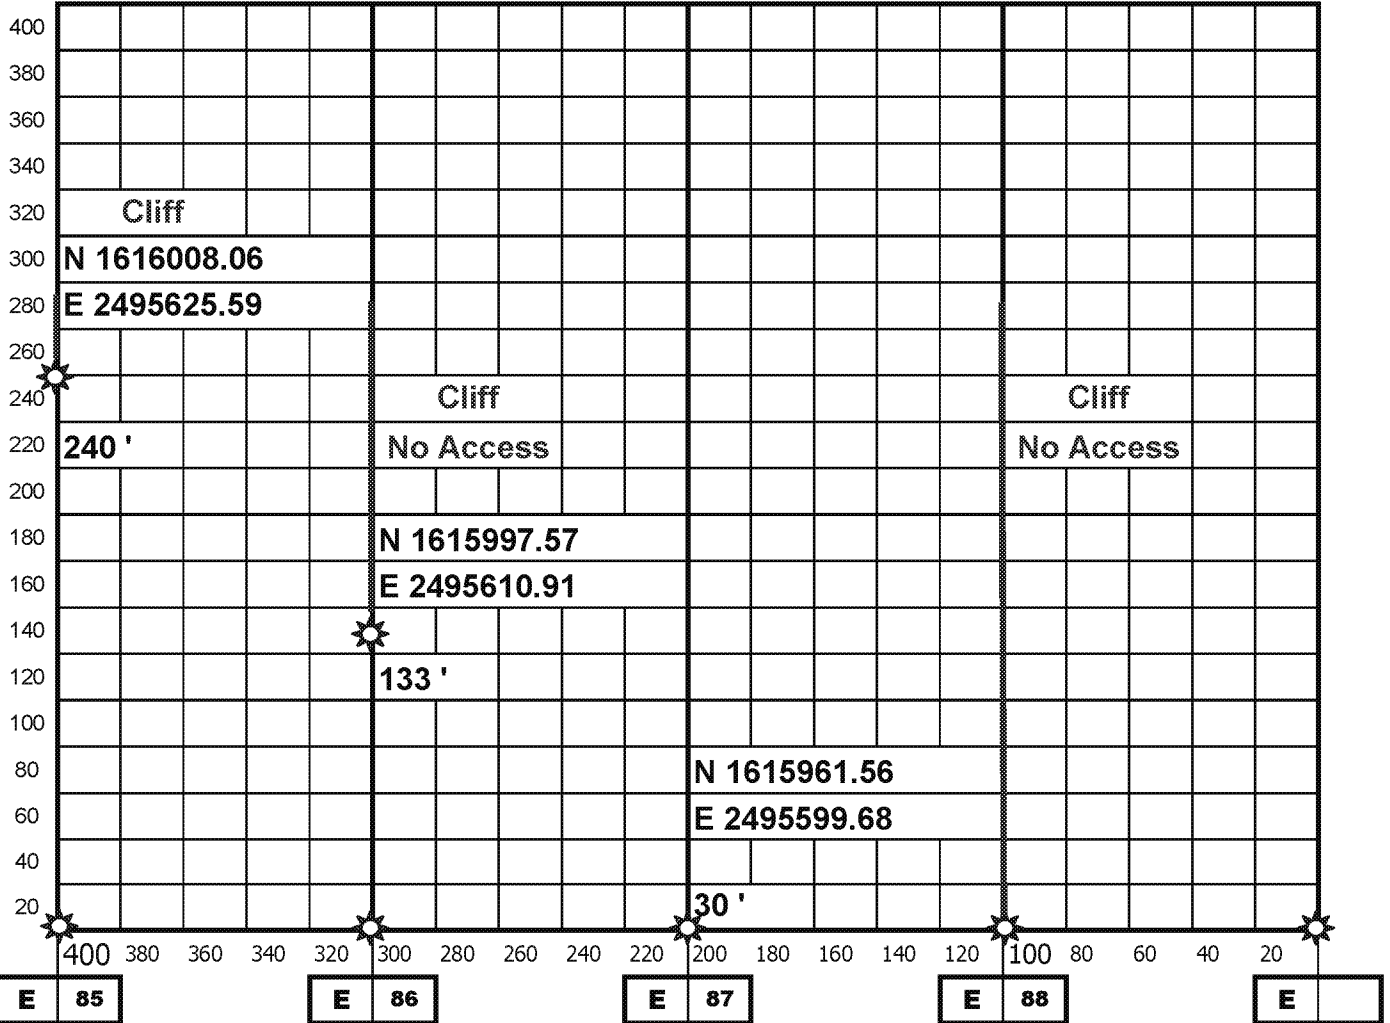 400
380
360
340
320 Cliff
300 N 1616008.06
280 E 2495625.59
260
240 Cliff Cliff
220 240 ' No Access No Access
200
180 N 1615997.57
160 E 2495610.91
140
120 133 '
100
80 N 1615961.56
60 E 2495599.68
40
20 30 '
400 380 360 340 320 300 280 260 240 220 200 180 160 140 120 100 80 60 40 20
E 85 E 86 E 87 E 88 E